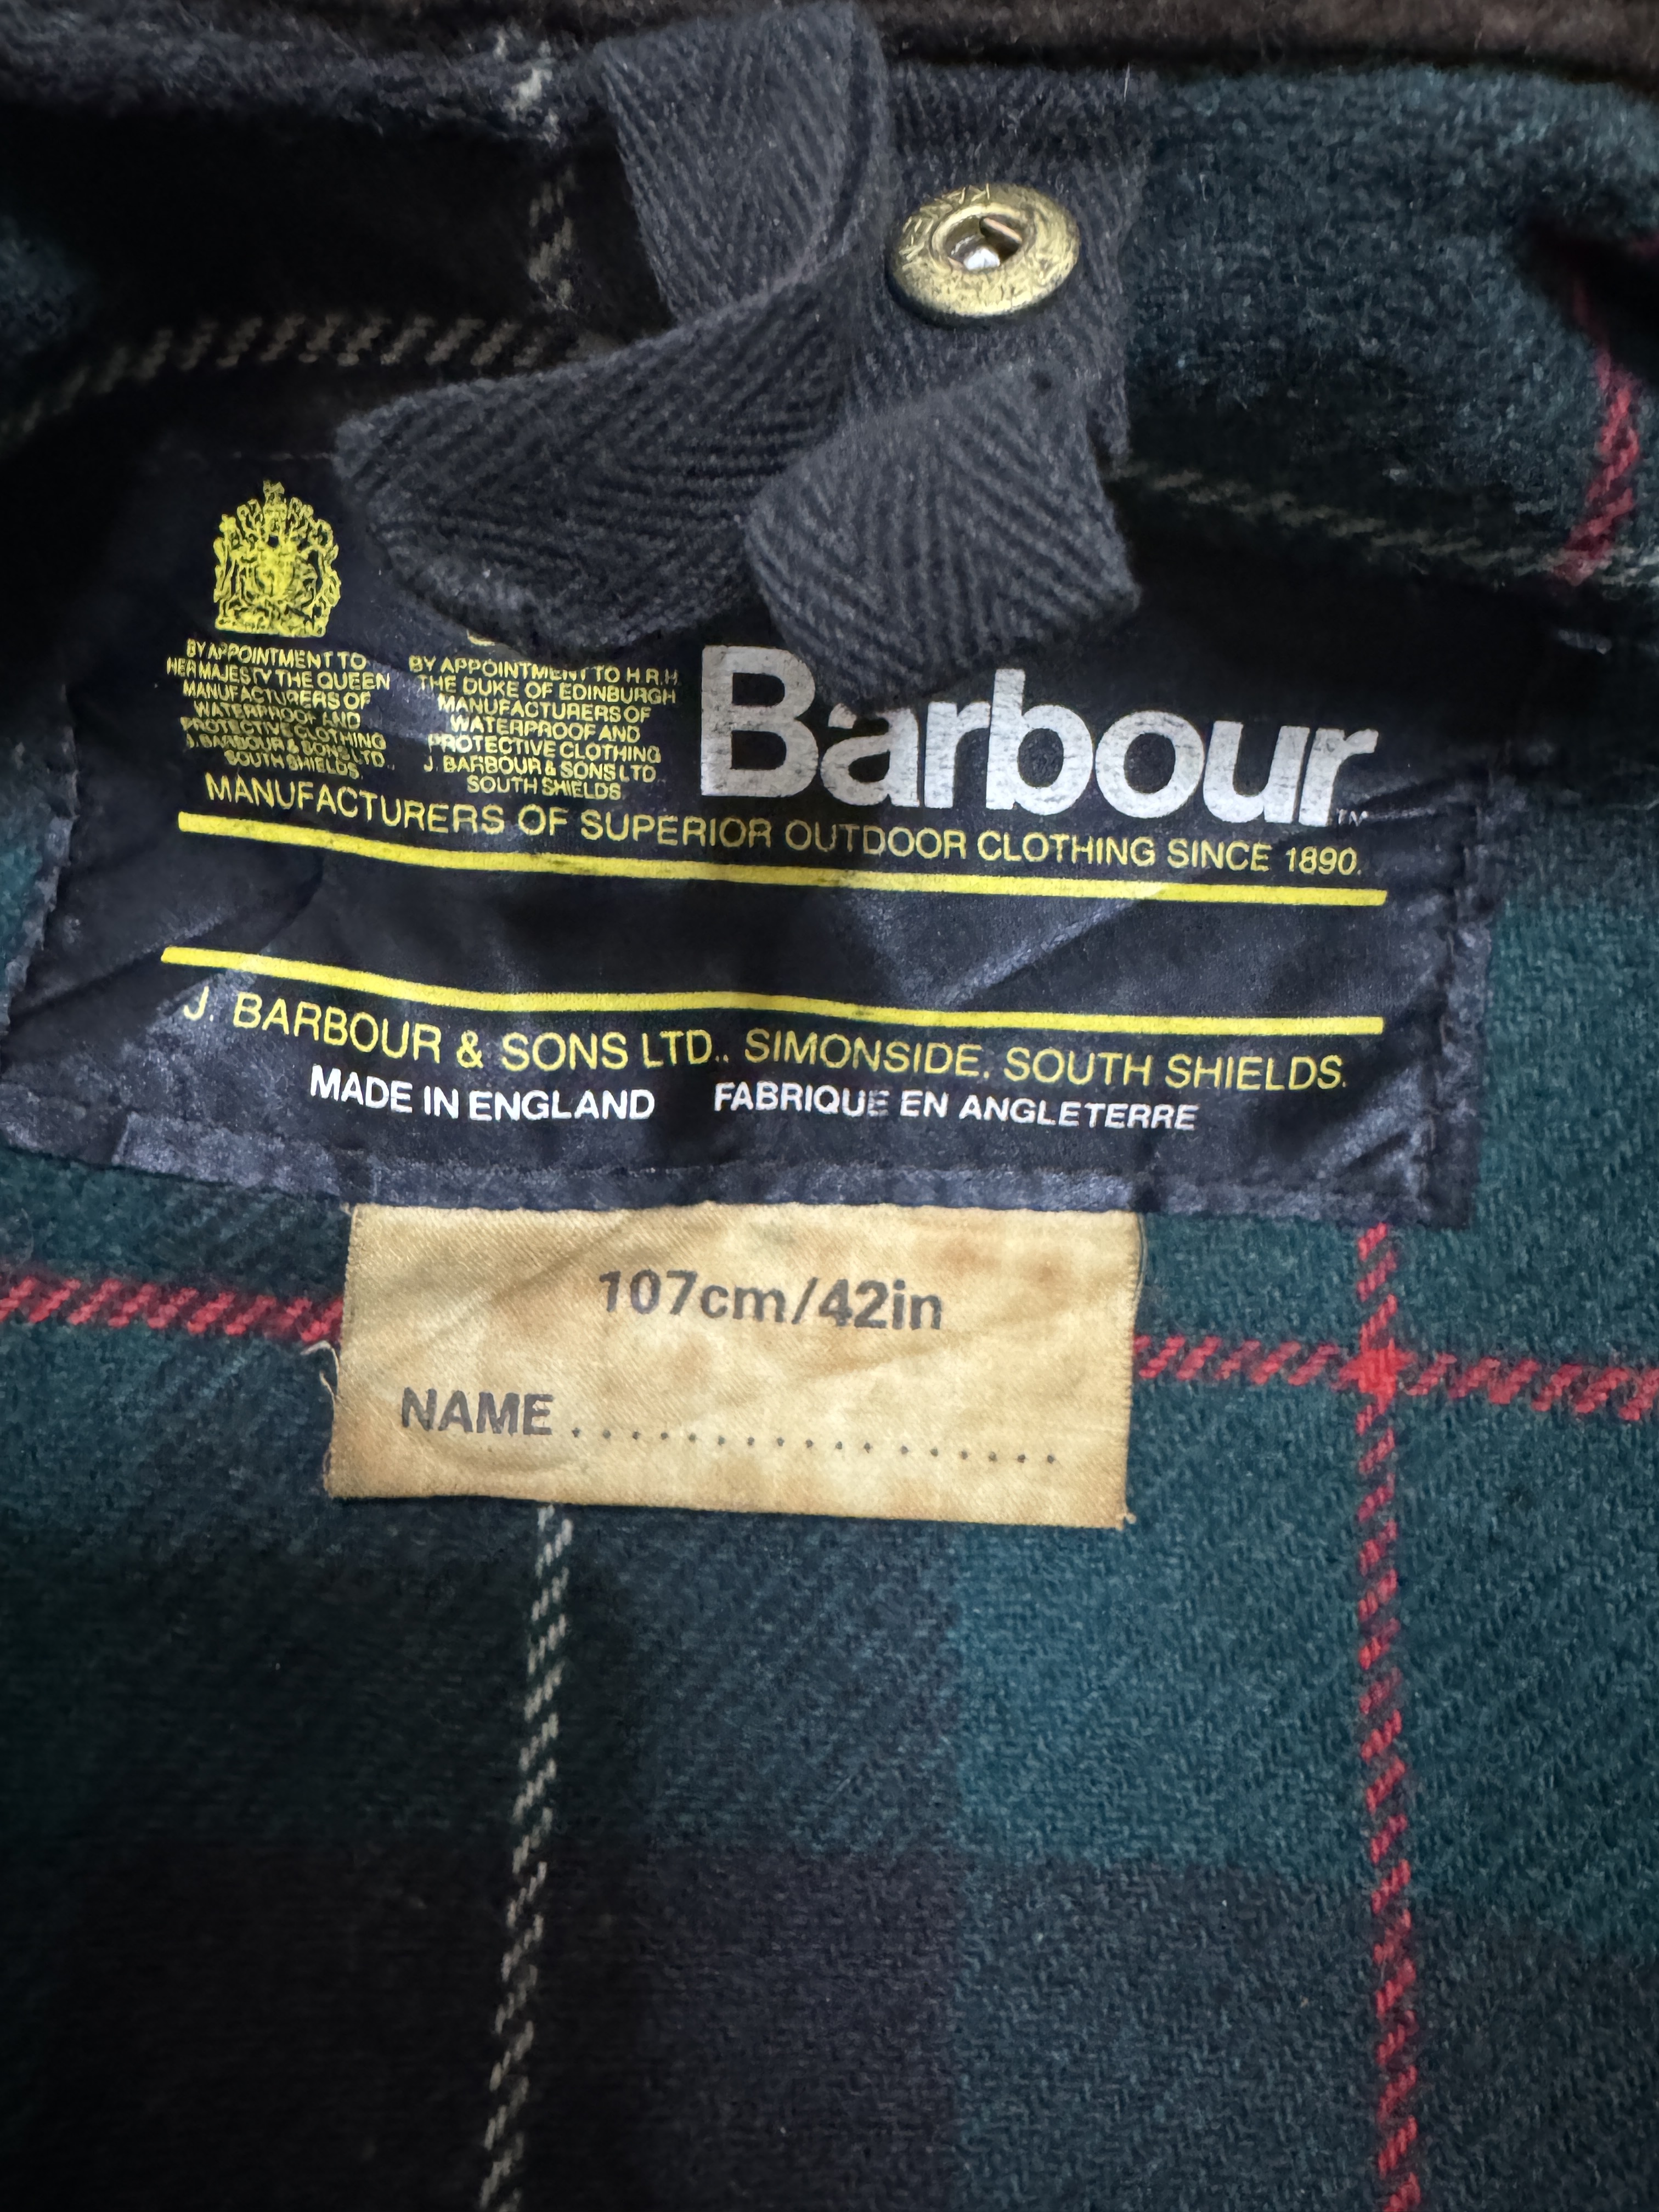 BY APPOINTMENT TO
HER MAJESTY THE QUEEN
MANUFACTURERS OF
WATERPROOF AND
PROTECTIVE CLOTHING
J. BARBOUR & SONS LTD.,
SOUTH SHIELDS.
BY APPOINTMENT TO H.R.H.
THE DUKE OF EDINBURGH
MANUFACTURERS OF
WATERPROOF AND
PROTECTIVE CLOTHING
J. BARBOUR & SONS LTD.
SOUTH SHIELDS.
Barbour™
MANUFACTURERS OF SUPERIOR OUTDOOR CLOTHING SINCE 1890.
J. BARBOUR & SONS LTD., SIMONSIDE, SOUTH SHIELDS.
MADE IN ENGLAND FABRIQUE EN ANGLETERRE
107cm/42in
NAME .................